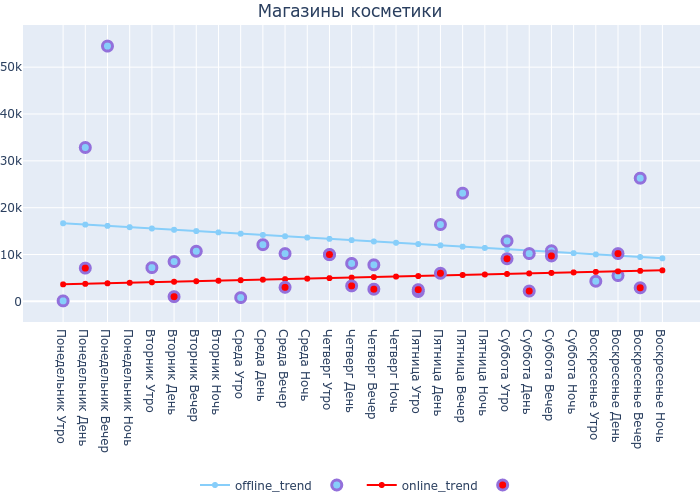 Магазины косметики
50k
40k
30k
20k
10k
0
Понедельник Утро
Понедельник День
Понедельник Вечер
Понедельник Ночь
Вторник Утро
Вторник День
Вторник Вечер
Вторник Ночь
Среда Утро
Среда День
Среда Вечер
Среда Ночь
Четверг Утро
Четверг День
Четверг Вечер
Четверг Ночь
Пятница Утро
Пятница День
Пятница Вечер
Пятница Ночь
Суббота Утро
Суббота День
Суббота Вечер
Суббота Ночь
Воскресенье Утро
Воскресенье День
Воскресенье Вечер
Воскресенье Ночь
offline_trend online_trend